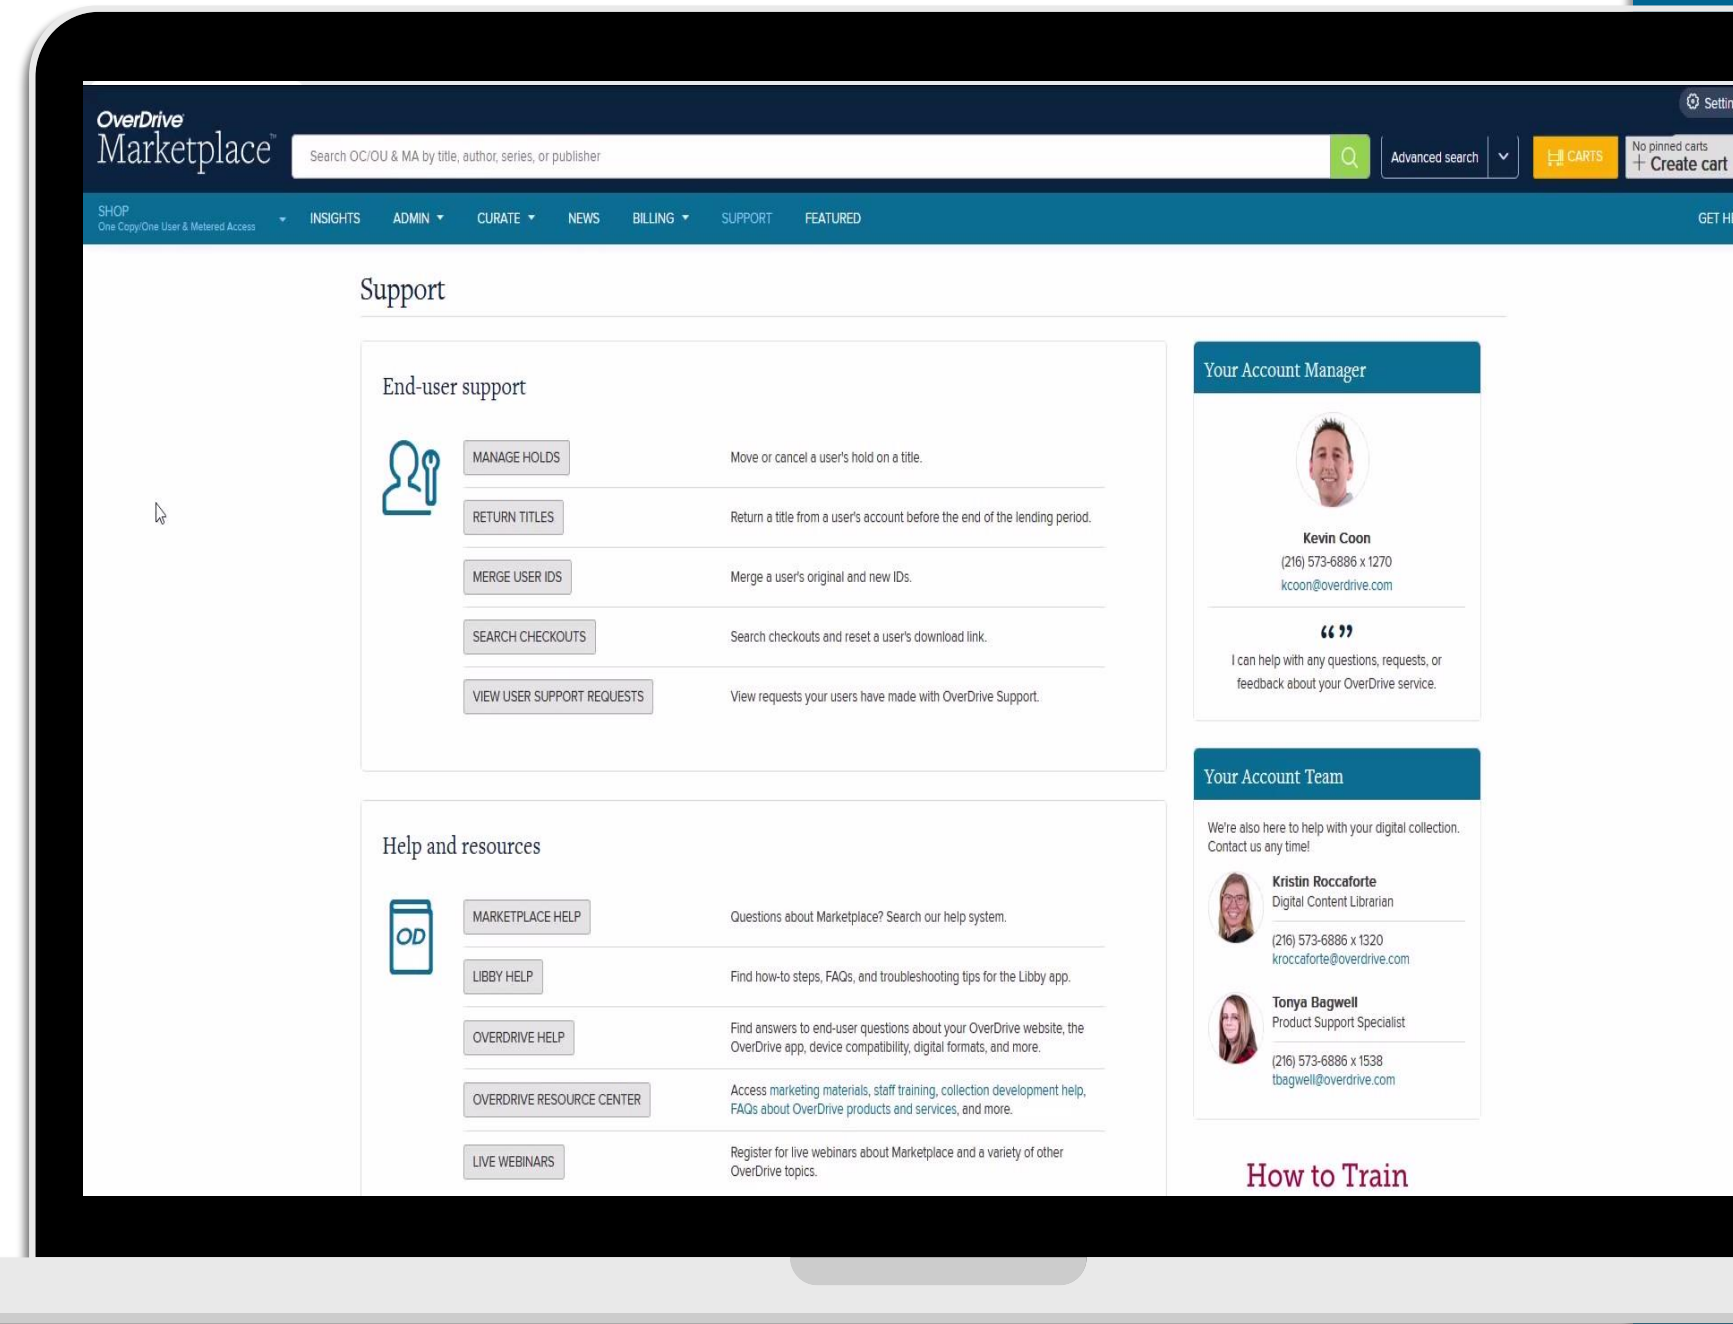 OverDrive
Marketplace™
Search OC/OU & MA by title, author, series, or publisher
Advanced search
CARTS
No pinned carts
+ Create cart
SHOP
One Copy/One User & Metered Access
INSIGHTS
ADMIN
CURATE
NEWS
BILLING
SUPPORT
FEATURED
Support
End-user support
MANAGE HOLDS
Move or cancel a user's hold on a title.
RETURN TITLES
Return a title from a user's account before the end of the lending period.
MERGE USER IDS
Merge a user's original and new IDs.
SEARCH CHECKOUTS
Search checkouts and reset a user's download link.
VIEW USER SUPPORT REQUESTS
View requests your users have made with OverDrive Support.
Help and resources
OD
MARKETPLACE HELP
Questions about Marketplace? Search our help system.
LIBBY HELP
Find how-to steps, FAQs, and troubleshooting tips for the Libby app.
OVERDRIVE HELP
Find answers to end-user questions about your OverDrive website, the
OverDrive app, device compatibility, digital formats, and more.
OVERDRIVE RESOURCE CENTER
Access marketing materials, staff training, collection development help,
FAQs about OverDrive products and services, and more.
LIVE WEBINARS
Register for live webinars about Marketplace and a variety of other
OverDrive topics.
Your Account Manager
Kevin Coon
(216) 573-6886 x 1270
kcoon@overdrive.com
“ ”
I can help with any questions, requests, or
feedback about your OverDrive service.
Your Account Team
We're also here to help with your digital collection.
Contact us any time!
Kristin Roccaforte
Digital Content Librarian
(216) 573-6886 x 1320
kroccaforte@overdrive.com
Tonya Bagwell
Product Support Specialist
(216) 573-6886 x 1538
tbagwell@overdrive.com
How to Train